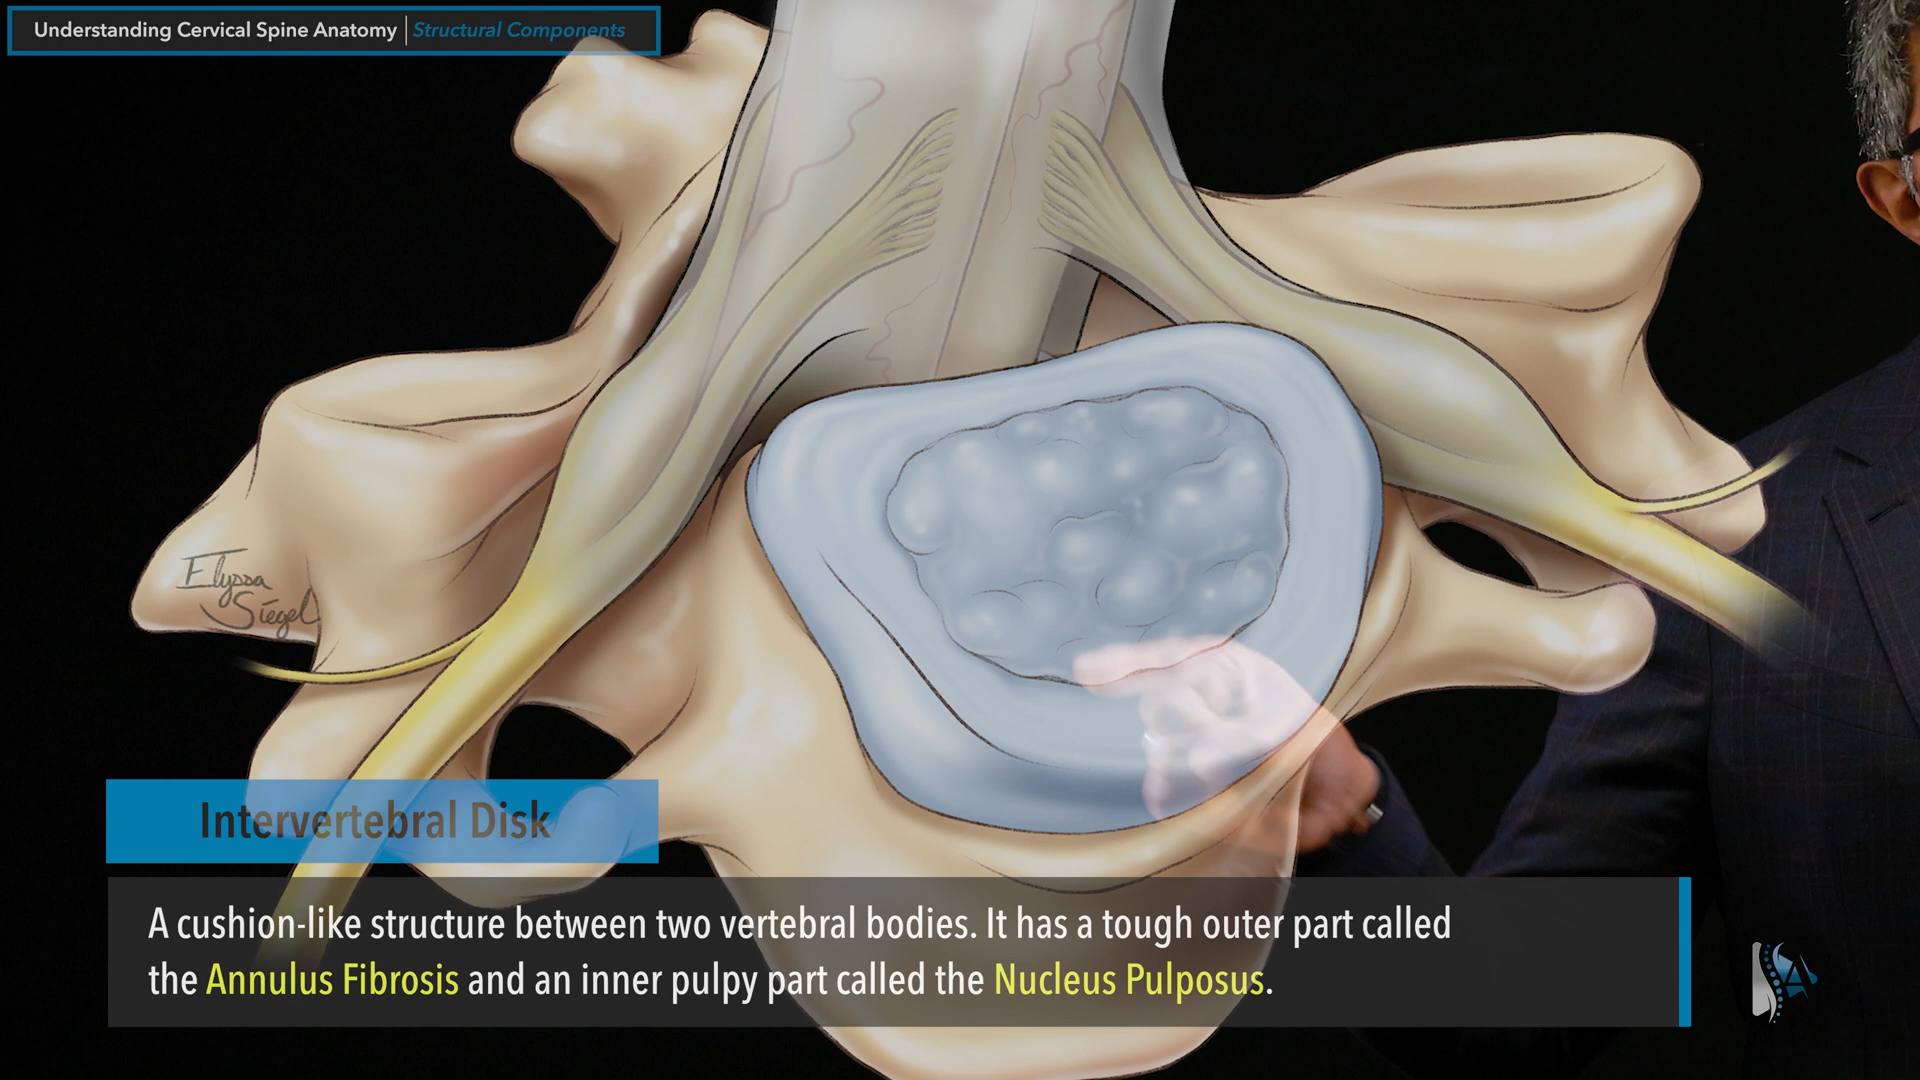 Understanding Cervical Spine Anatomy | Structural Components
Elyssa
Siegel
Intervertebral Disk
A cushion-like structure between two vertebral bodies. It has a tough outer part called
the Annulus Fibrosis and an inner pulpy part called the Nucleus Pulposus.